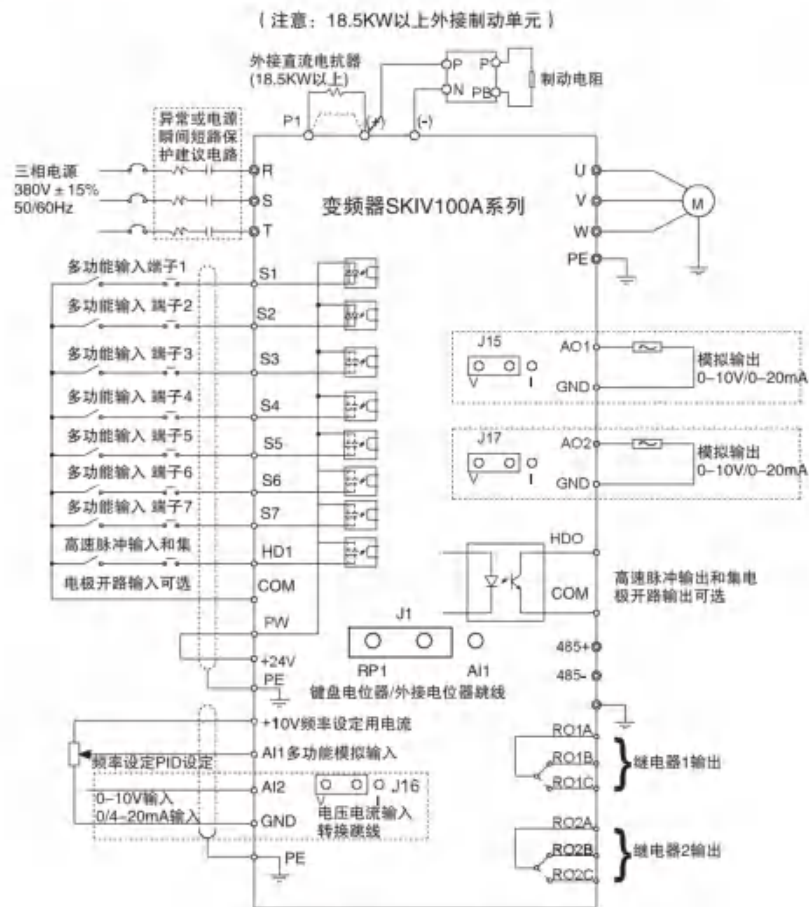 (注意：18.5KW以上外接制动单元)
外接直流电抗器
(18.5KW以上)
P P
N PB
制动电阻
P1 (+) (-)
异常或电源
瞬间短路保
护建议电路
三相电源
380V±15%
50/60Hz
R
S
T
变频器SKIV100A系列
U
V
W
PE
M
多功能输入端子1
S1
多功能输入 端子2
S2
多功能输入 端子3
S3
多功能输入 端子4
S4
多功能输入 端子5
S5
多功能输入 端子6
S6
多功能输入 端子7
S7
高速脉冲输入和集
HD1
电极开路输入可选
COM
PW
+24V
PE
J15
V I
AO1
GND
模拟输出
0-10V/0-20mA
J17
V I
AO2
GND
模拟输出
0-10V/0-20mA
HDO
COM
高速脉冲输出和集电
极开路输出可选
J1
RP1 AI1
键盘电位器/外接电位器跳线
485+
485-
+10V频率设定用电流
AI1多功能模拟输入
频率设定PID设定
AI2
0-10V输入
0/4-20mA输入
J16
V I
电压电流输入
转换跳线
GND
PE
RO1A
RO1B
RO1C
继电器1输出
RO2A
RO2B
RO2C
继电器2输出